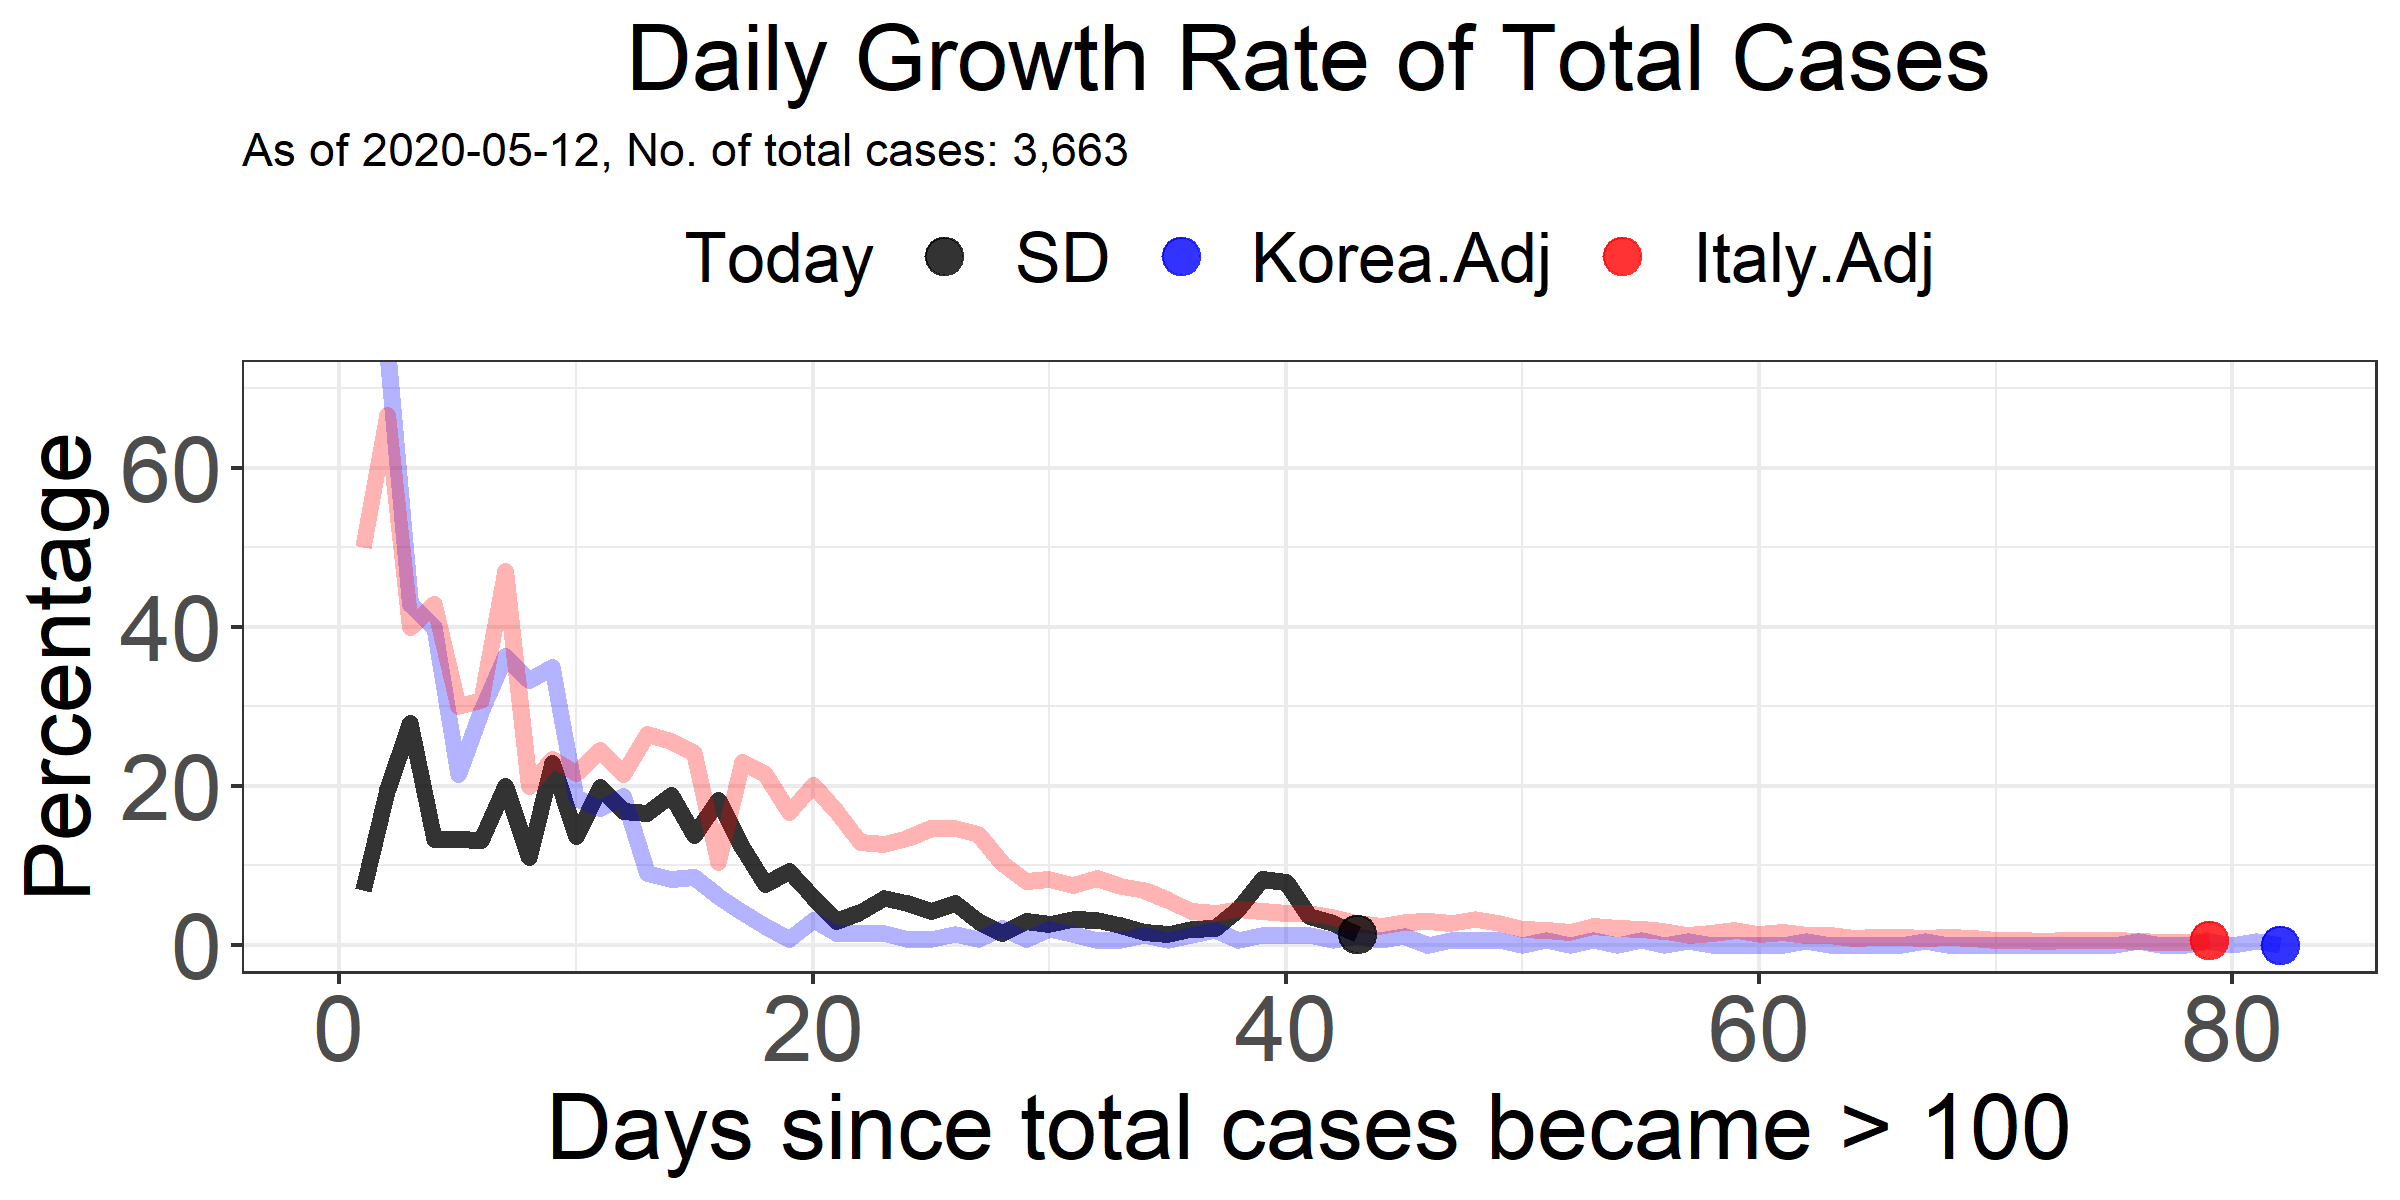 Daily Growth Rate of Total Cases
As of 2020-05-12, No. of total cases: 3,663
Today SD Korea.Adj Italy.Adj
Percentage
60
40
20
0
0 20 40 60 80
Days since total cases became > 100